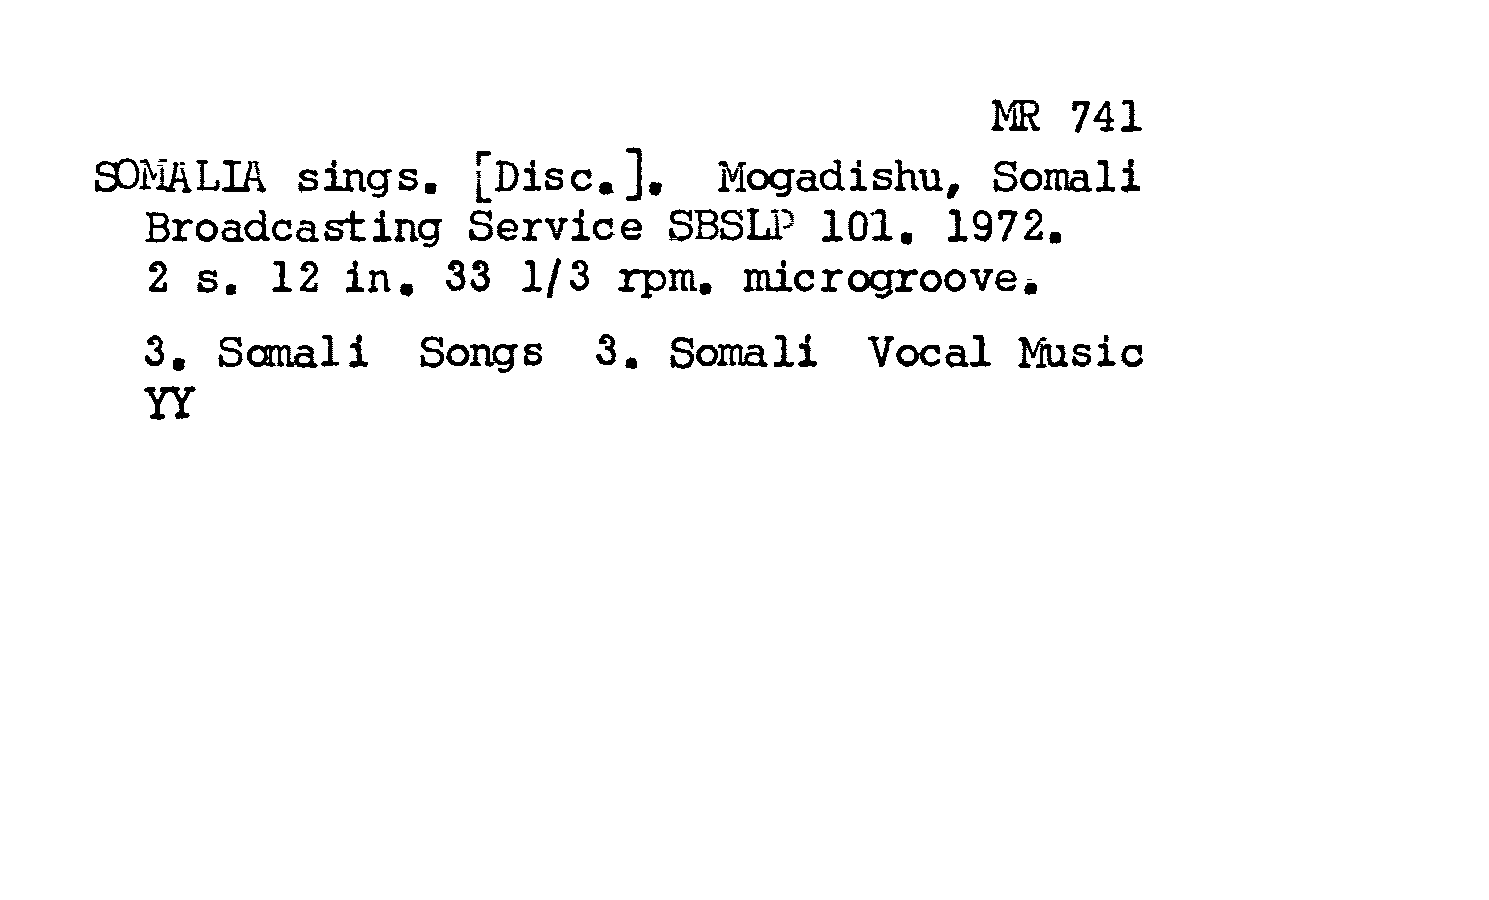 MR 741
SOMALIA sings. [Disc.]. Mogadishu, Somali
Broadcasting Service SBSLP 101. 1972.
2 s. 12 in. 33 1/3 rpm. microgroove.
3. Somali Songs 3. Somali Vocal Music
YY